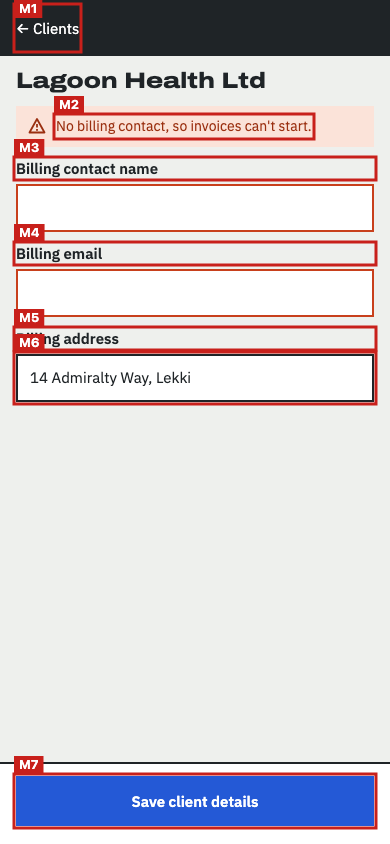 M1
← Clients
Lagoon Health Ltd
M2
No billing contact, so invoices can't start.
M3
Billing contact name
M4
Billing email
M5
M6
address
14 Admiralty Way, Lekki
M7
Save client details